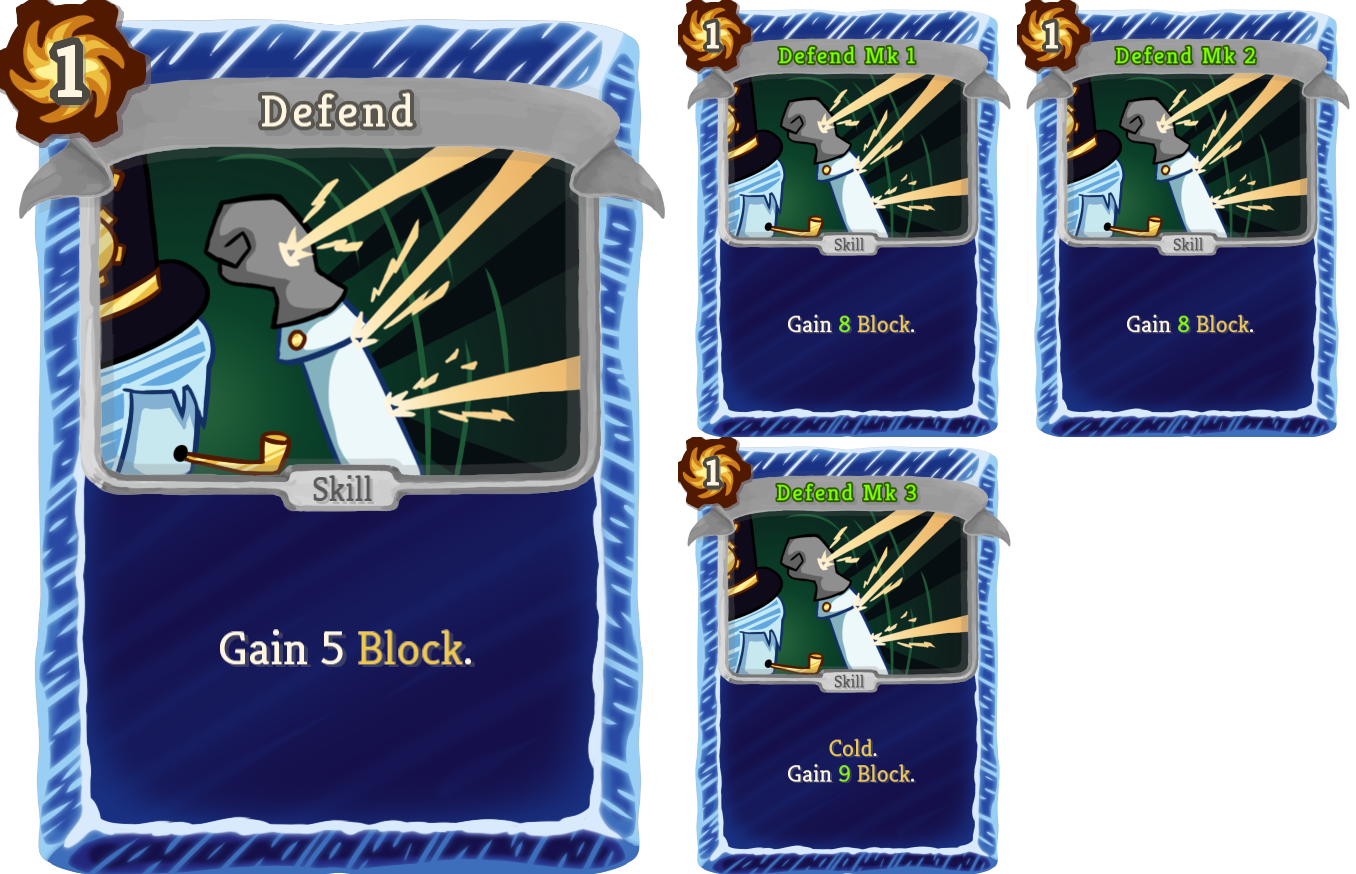 1
Defend
Skill
Gain 5 Block.
1
Defend Mk 1
Skill
Gain 8 Block.
1
Defend Mk 2
Skill
Gain 8 Block.
1
Defend Mk 3
Skill
Cold.
Gain 9 Block.